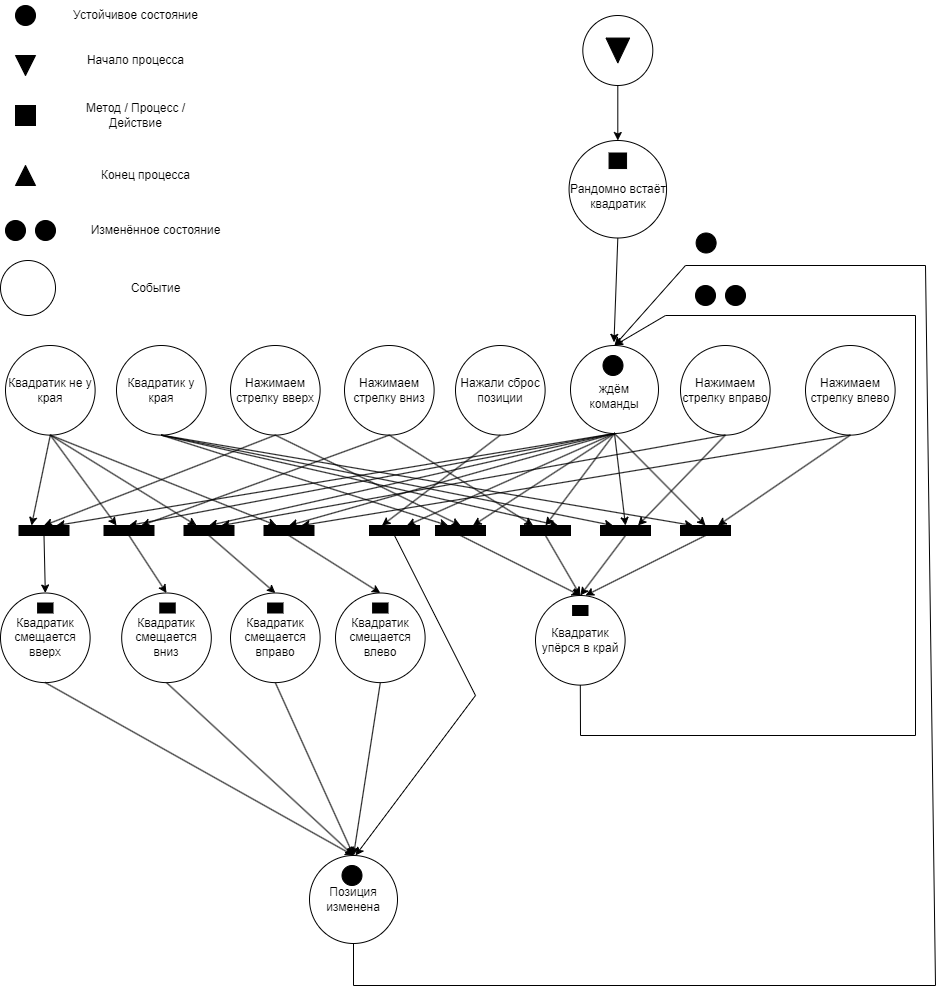 Устойчивое состояние
Начало процесса
Метод / Процесс /
Действие
Конец процесса
Изменённое состояние
Событие
Рандомно встаёт
квадратик
Квадратик не у
края
Квадратик у
края
Нажимаем
стрелку вверх
Нажимаем
стрелку вниз
Нажали сброс
позиции
ждём
команды
Нажимаем
стрелку вправо
Нажимаем
стрелку влево
Квадратик
смещается
вверх
Квадратик
смещается
вниз
Квадратик
смещается
вправо
Квадратик
смещается
влево
Квадратик
упёрся в край
Позиция
изменена